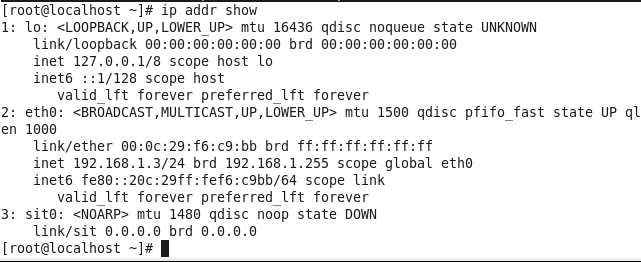 [root@localhost ~]# ip addr show
1: lo: <LOOPBACK,UP,LOWER_UP> mtu 16436 qdisc noqueue state UNKNOWN
link/loopback 00:00:00:00:00:00 brd 00:00:00:00:00:00
inet 127.0.0.1/8 scope host lo
inet6 ::1/128 scope host
valid_lft forever preferred_lft forever
2: eth0: <BROADCAST,MULTICAST,UP,LOWER_UP> mtu 1500 qdisc pfifo_fast state UP ql
en 1000
link/ether 00:0c:29:f6:c9:bb brd ff:ff:ff:ff:ff:ff
inet 192.168.1.3/24 brd 192.168.1.255 scope global eth0
inet6 fe80::20c:29ff:fef6:c9bb/64 scope link
valid_lft forever preferred_lft forever
3: sit0: <NOARP> mtu 1480 qdisc noop state DOWN
link/sit 0.0.0.0 brd 0.0.0.0
[root@localhost ~]#